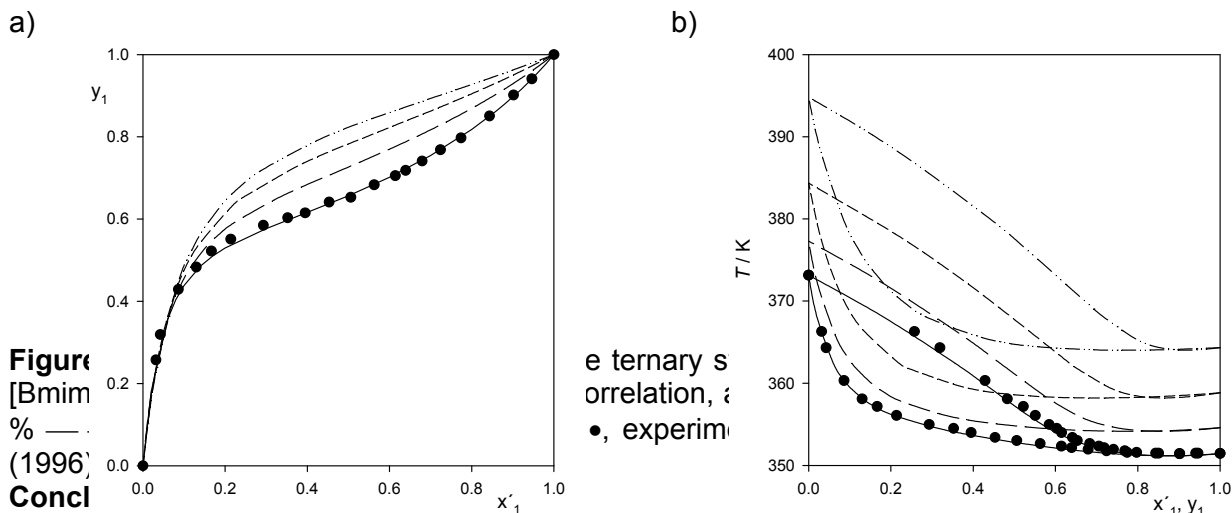 a)
b)
1.0
y₁
0.8
0.6
0.4
0.2
0.0
0.0 0.2 0.4 0.6 0.8 1.0
x´₁
400
390
380
T / K
370
360
350
0.0 0.2 0.4 0.6 0.8 1.0
x´₁, y₁
Figure e ternary s
[Bmim orrelation, a
% — - •, experime
(1996)
Concl